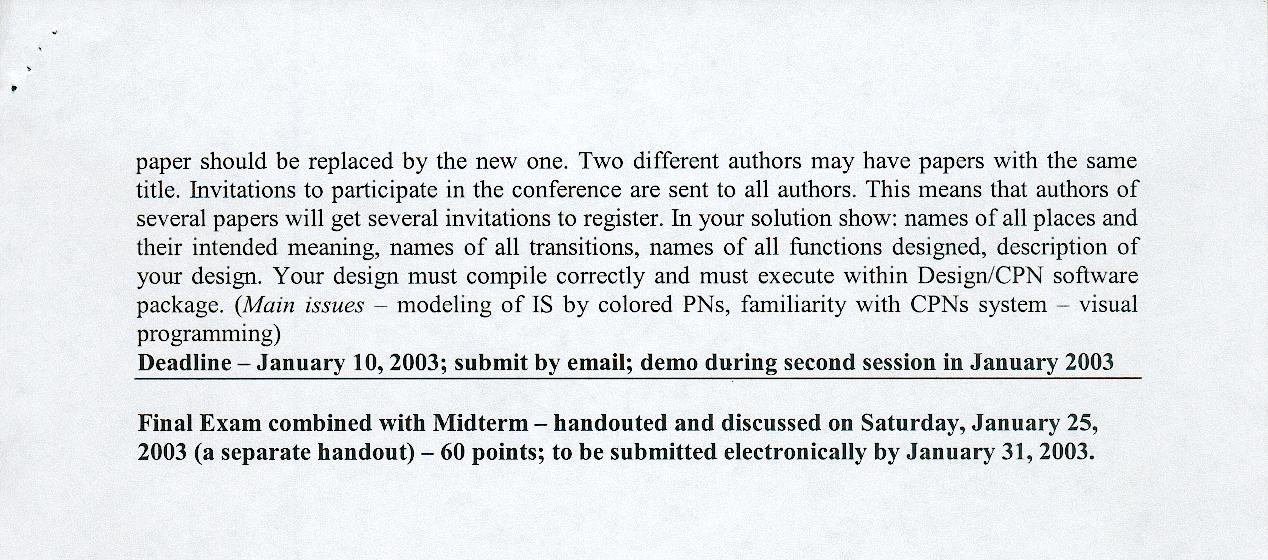 paper should be replaced by the new one. Two different authors may have papers with the same
title. Invitations to participate in the conference are sent to all authors. This means that authors of
several papers will get several invitations to register. In your solution show: names of all places and
their intended meaning, names of all transitions, names of all functions designed, description of
your design. Your design must compile correctly and must execute within Design/CPN software
package. (Main issues – modeling of IS by colored PNs, familiarity with CPNs system – visual
programming)
Deadline – January 10, 2003; submit by email; demo during second session in January 2003
Final Exam combined with Midterm – handouted and discussed on Saturday, January 25,
2003 (a separate handout) – 60 points; to be submitted electronically by January 31, 2003.